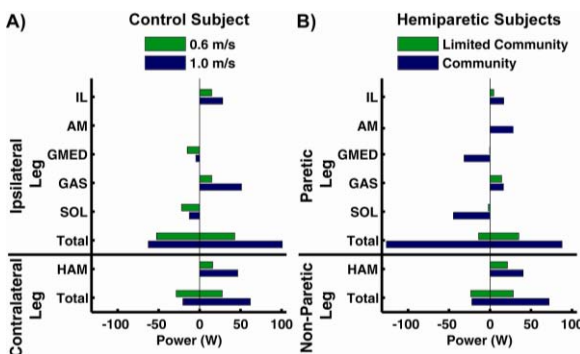 A) Control Subject
0.6 m/s
1.0 m/s
Ipsilateral
Leg
IL
AM
GMED
GAS
SOL
Total
Contralateral
Leg
HAM
Total
-100 -50 0 50 100
Power (W)
B) Hemiparetic Subjects
Limited Community
Community
Paretic
Leg
IL
AM
GMED
GAS
SOL
Total
Non-Paretic
Leg
HAM
Total
-100 -50 0 50 100
Power (W)